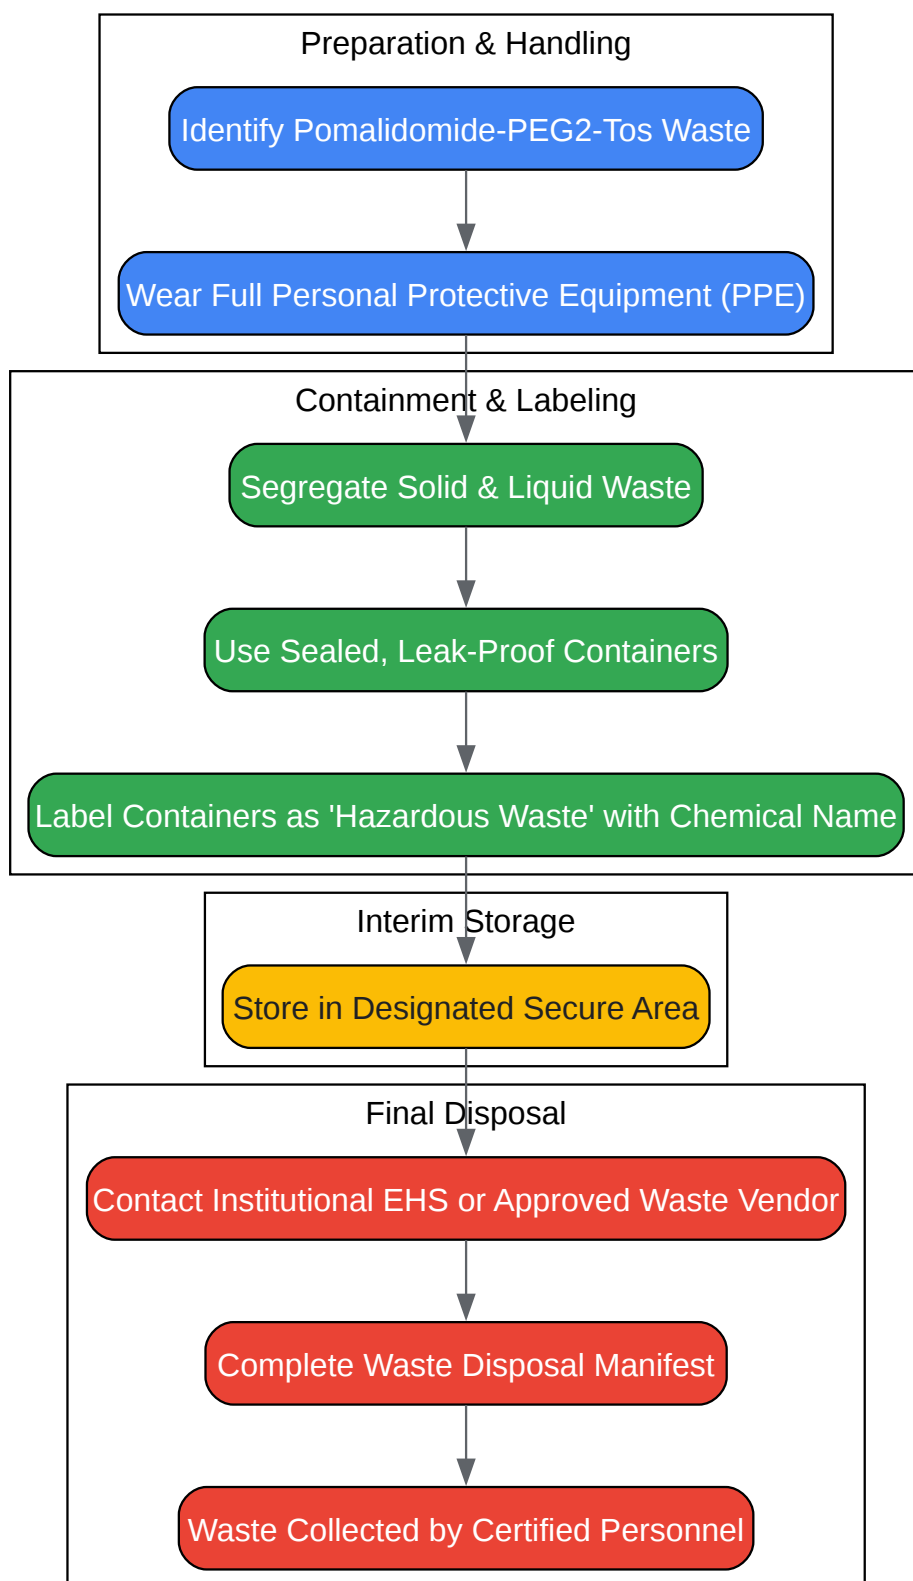 Preparation & Handling
Identify Pomalidomide-PEG2-Tos Waste
Wear Full Personal Protective Equipment (PPE)
Containment & Labeling
Segregate Solid & Liquid Waste
Use Sealed, Leak-Proof Containers
Label Containers as 'Hazardous Waste' with Chemical Name
Interim Storage
Store in Designated Secure Area
Final Disposal
Contact Institutional EHS or Approved Waste Vendor
Complete Waste Disposal Manifest
Waste Collected by Certified Personnel